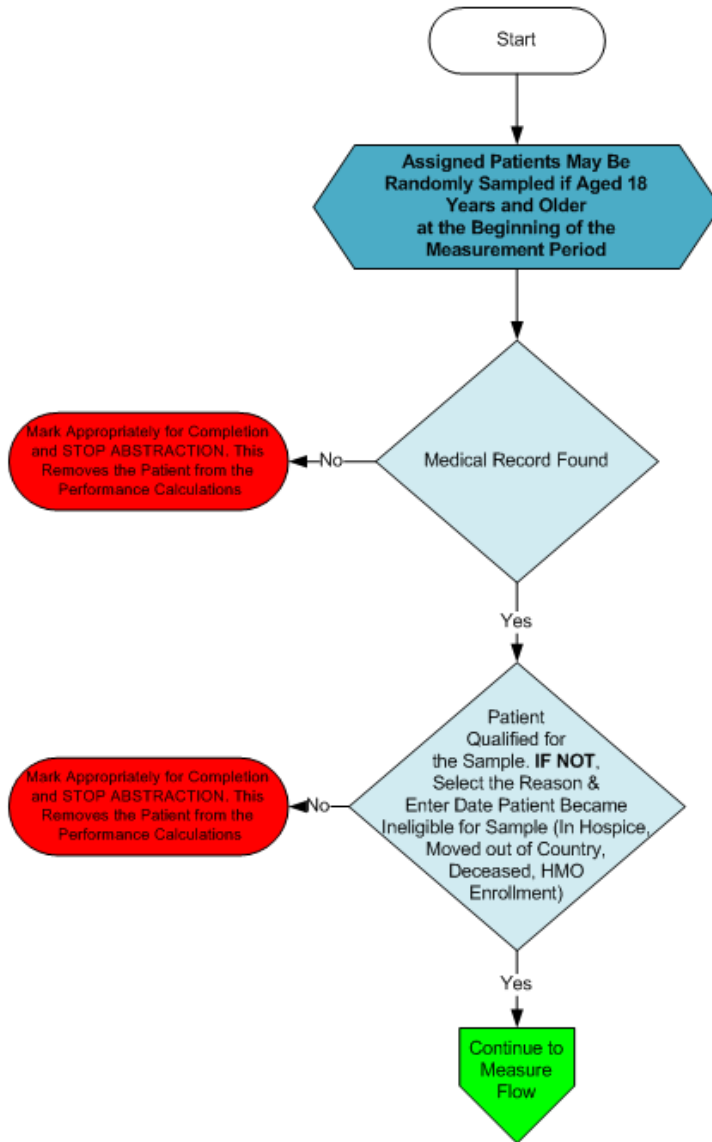 Start
Assigned Patients May Be
Randomly Sampled if Aged 18
Years and Older
at the Beginning of the
Measurement Period
Medical Record Found
No
Mark Appropriately for Completion
and STOP ABSTRACTION. This
Removes the Patient from the
Performance Calculations
Yes
Patient
Qualified for
the Sample. IF NOT,
Select the Reason &
Enter Date Patient Became
Ineligible for Sample (In Hospice,
Moved out of Country,
Deceased, HMO
Enrollment)
No
Mark Appropriately for Completion
and STOP ABSTRACTION. This
Removes the Patient from the
Performance Calculations
Yes
Continue to
Measure
Flow